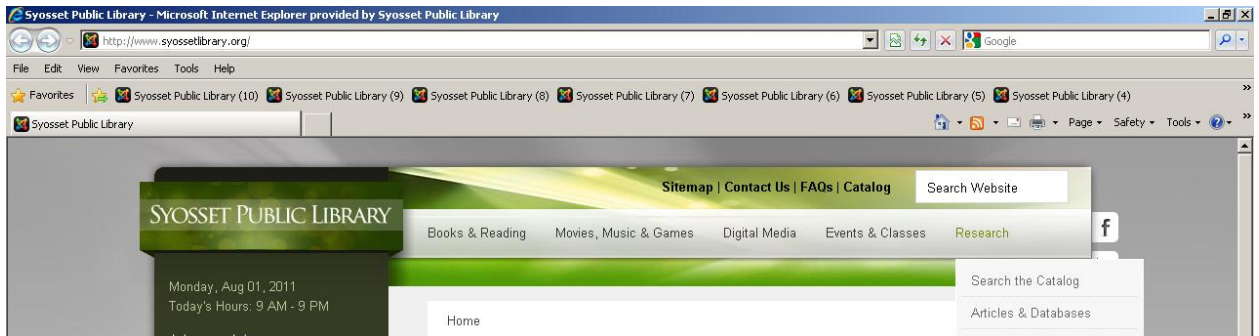 Syosset Public Library - Microsoft Internet Explorer provided by Syosset Public Library
http://www.syossetlibrary.org/
Google
File Edit View Favorites Tools Help
Favorites Syosset Public Library (10) Syosset Public Library (9) Syosset Public Library (8) Syosset Public Library (7) Syosset Public Library (6) Syosset Public Library (5) Syosset Public Library (4) »
Syosset Public Library Page Safety Tools »
Sitemap | Contact Us | FAQs | Catalog Search Website
SYOSSET PUBLIC LIBRARY
Books & Reading Movies, Music & Games Digital Media Events & Classes Research
f
Monday, Aug 01, 2011
Today's Hours: 9 AM - 9 PM
Home
Search the Catalog
Articles & Databases